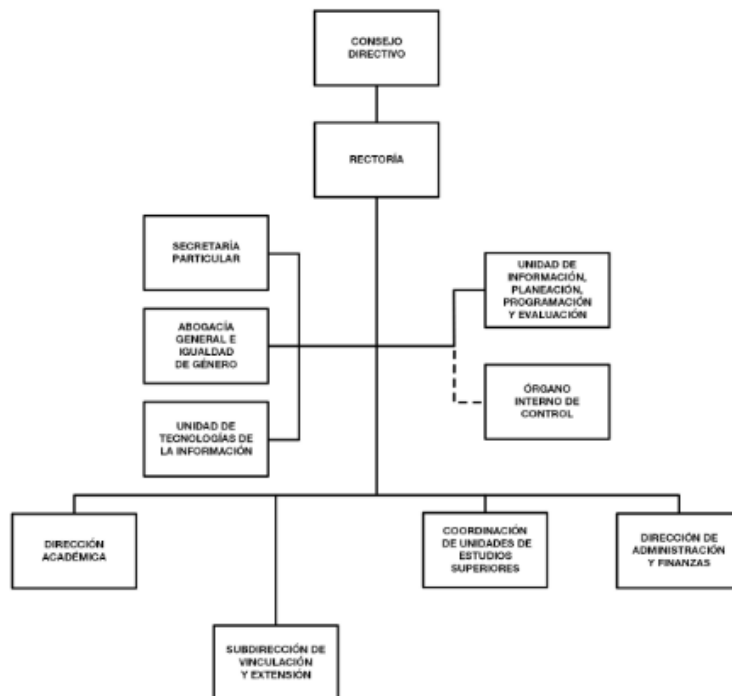 CONSEJO
DIRECTIVO
RECTORÍA
SECRETARÍA
PARTICULAR
UNIDAD DE
INFORMACIÓN,
PLANEACIÓN,
PROGRAMACIÓN
Y EVALUACIÓN
ABOGACÍA
GENERAL E
IGUALDAD
DE GÉNERO
ÓRGANO
INTERNO DE
CONTROL
UNIDAD DE
TECNOLOGÍAS DE
LA INFORMACIÓN
DIRECCIÓN
ACADÉMICA
COORDINACIÓN
DE UNIDADES DE
ESTUDIOS
SUPERIORES
DIRECCIÓN DE
ADMINISTRACIÓN
Y FINANZAS
SUBDIRECCIÓN DE
VINCULACIÓN
Y EXTENSIÓN